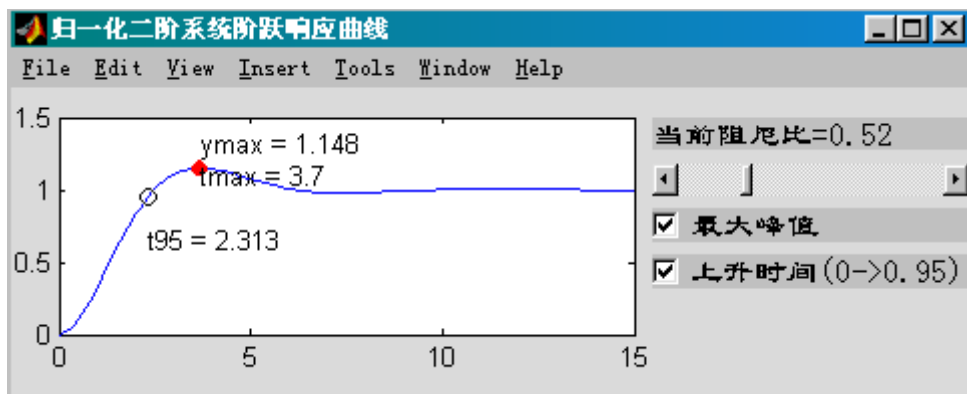 归一化二阶系统阶跃响应曲线
File Edit View Insert Tools Window Help
1.5
ymax = 1.148
tmax = 3.7
1
t95 = 2.313
0.5
0
0 5 10 15
当前阻尼比=0.52
最大峰值
上升时间(0->0.95)